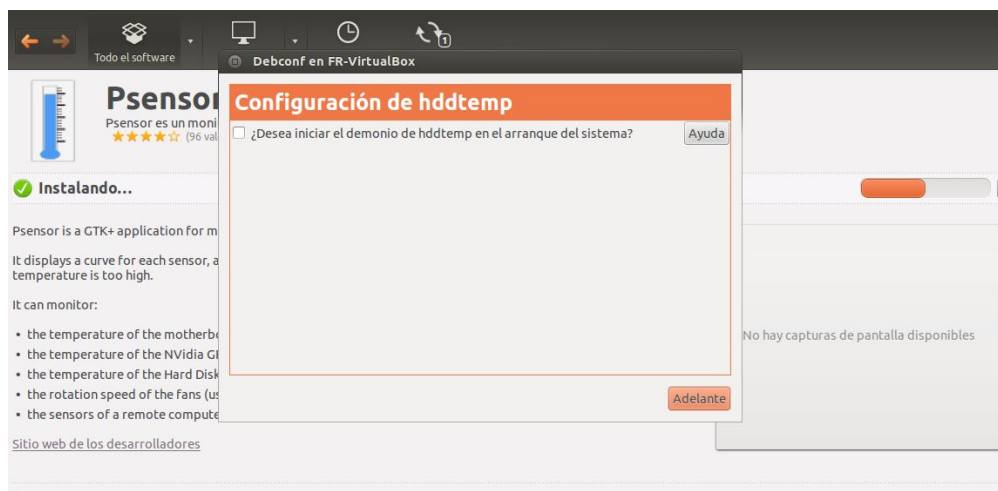 Todo el software
1
Debconf en FR-VirtualBox
Psensor
Psensor es un moni
(96 val
Configuración de hddtemp
¿Desea iniciar el demonio de hddtemp en el arranque del sistema?
Ayuda
Instalando...
Psensor is a GTK+ application for m
It displays a curve for each sensor, a
temperature is too high.
It can monitor:
• the temperature of the motherbo
• the temperature of the NVidia GP
• the temperature of the Hard Disk
• the rotation speed of the fans (us
• the sensors of a remote compute
No hay capturas de pantalla disponibles
Adelante
Sitio web de los desarrolladores